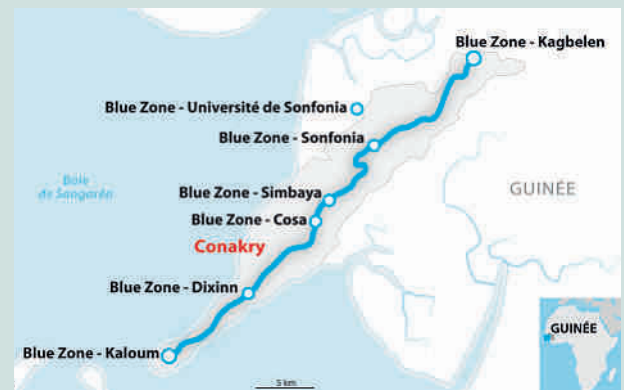 Blue Zone - Kagbelen
Blue Zone - Université de Sonfonia
Blue Zone - Sonfonia
Baie
de Sangaréa
Blue Zone - Simbaya
GUINÉE
Blue Zone - Cosa
Conakry
Blue Zone - Dixinn
GUINÉE
Blue Zone - Kaloum
5 km